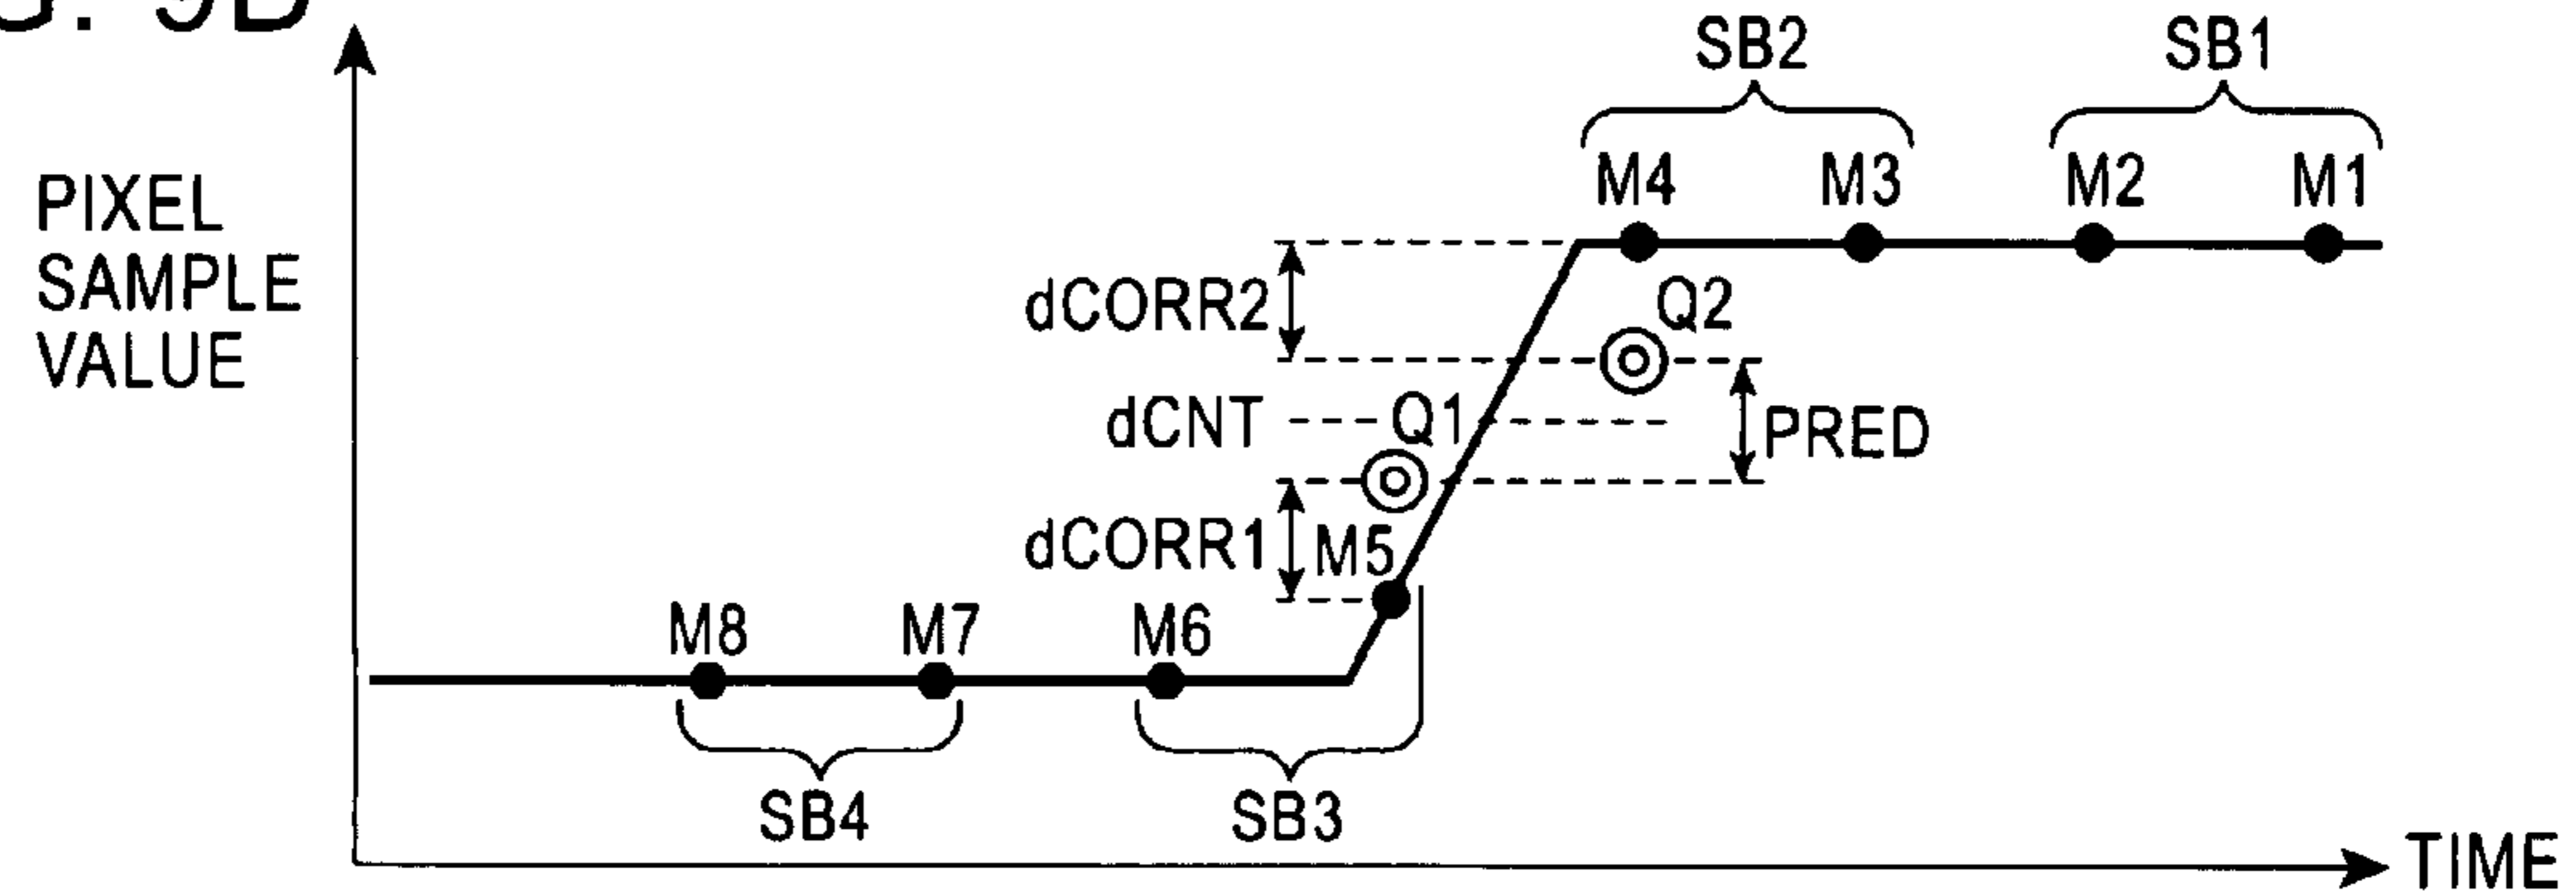 SB2 SB1
M4 M3 M2 M1
PIXEL
SAMPLE
VALUE
dCORR2
Q2
dCNT
Q1
PRED
dCORR1
M5
M8 M7 M6
SB4 SB3
TIME